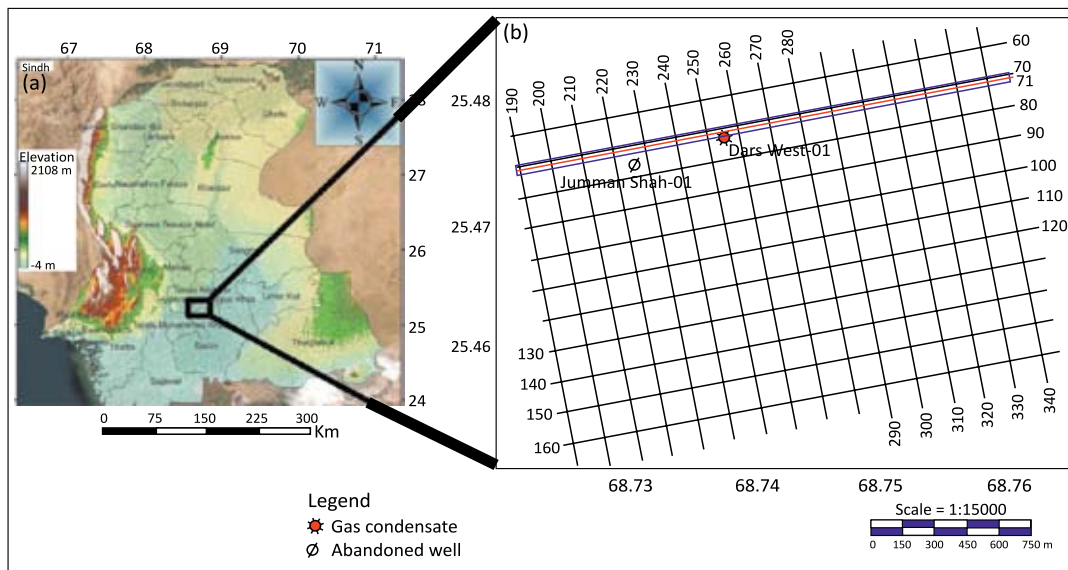 67 68 69 70 71
Sindh
(a)
N
W
S
28
Elevation
2108 m
-4 m
27
26
25
24
0 75 150 225 300
Km
(b)
25.48
25.47
25.46
190 200 210 220 230 240 250 260 270 280
60
70
71
80
90
100
110
120
Dars West-01
Jumman Shah-01
130
140
150
160
290 300 310 320 330 340
68.73 68.74 68.75 68.76
Legend
Gas condensate
Abandoned well
Scale = 1:15000
0 150 300 450 600 750 m